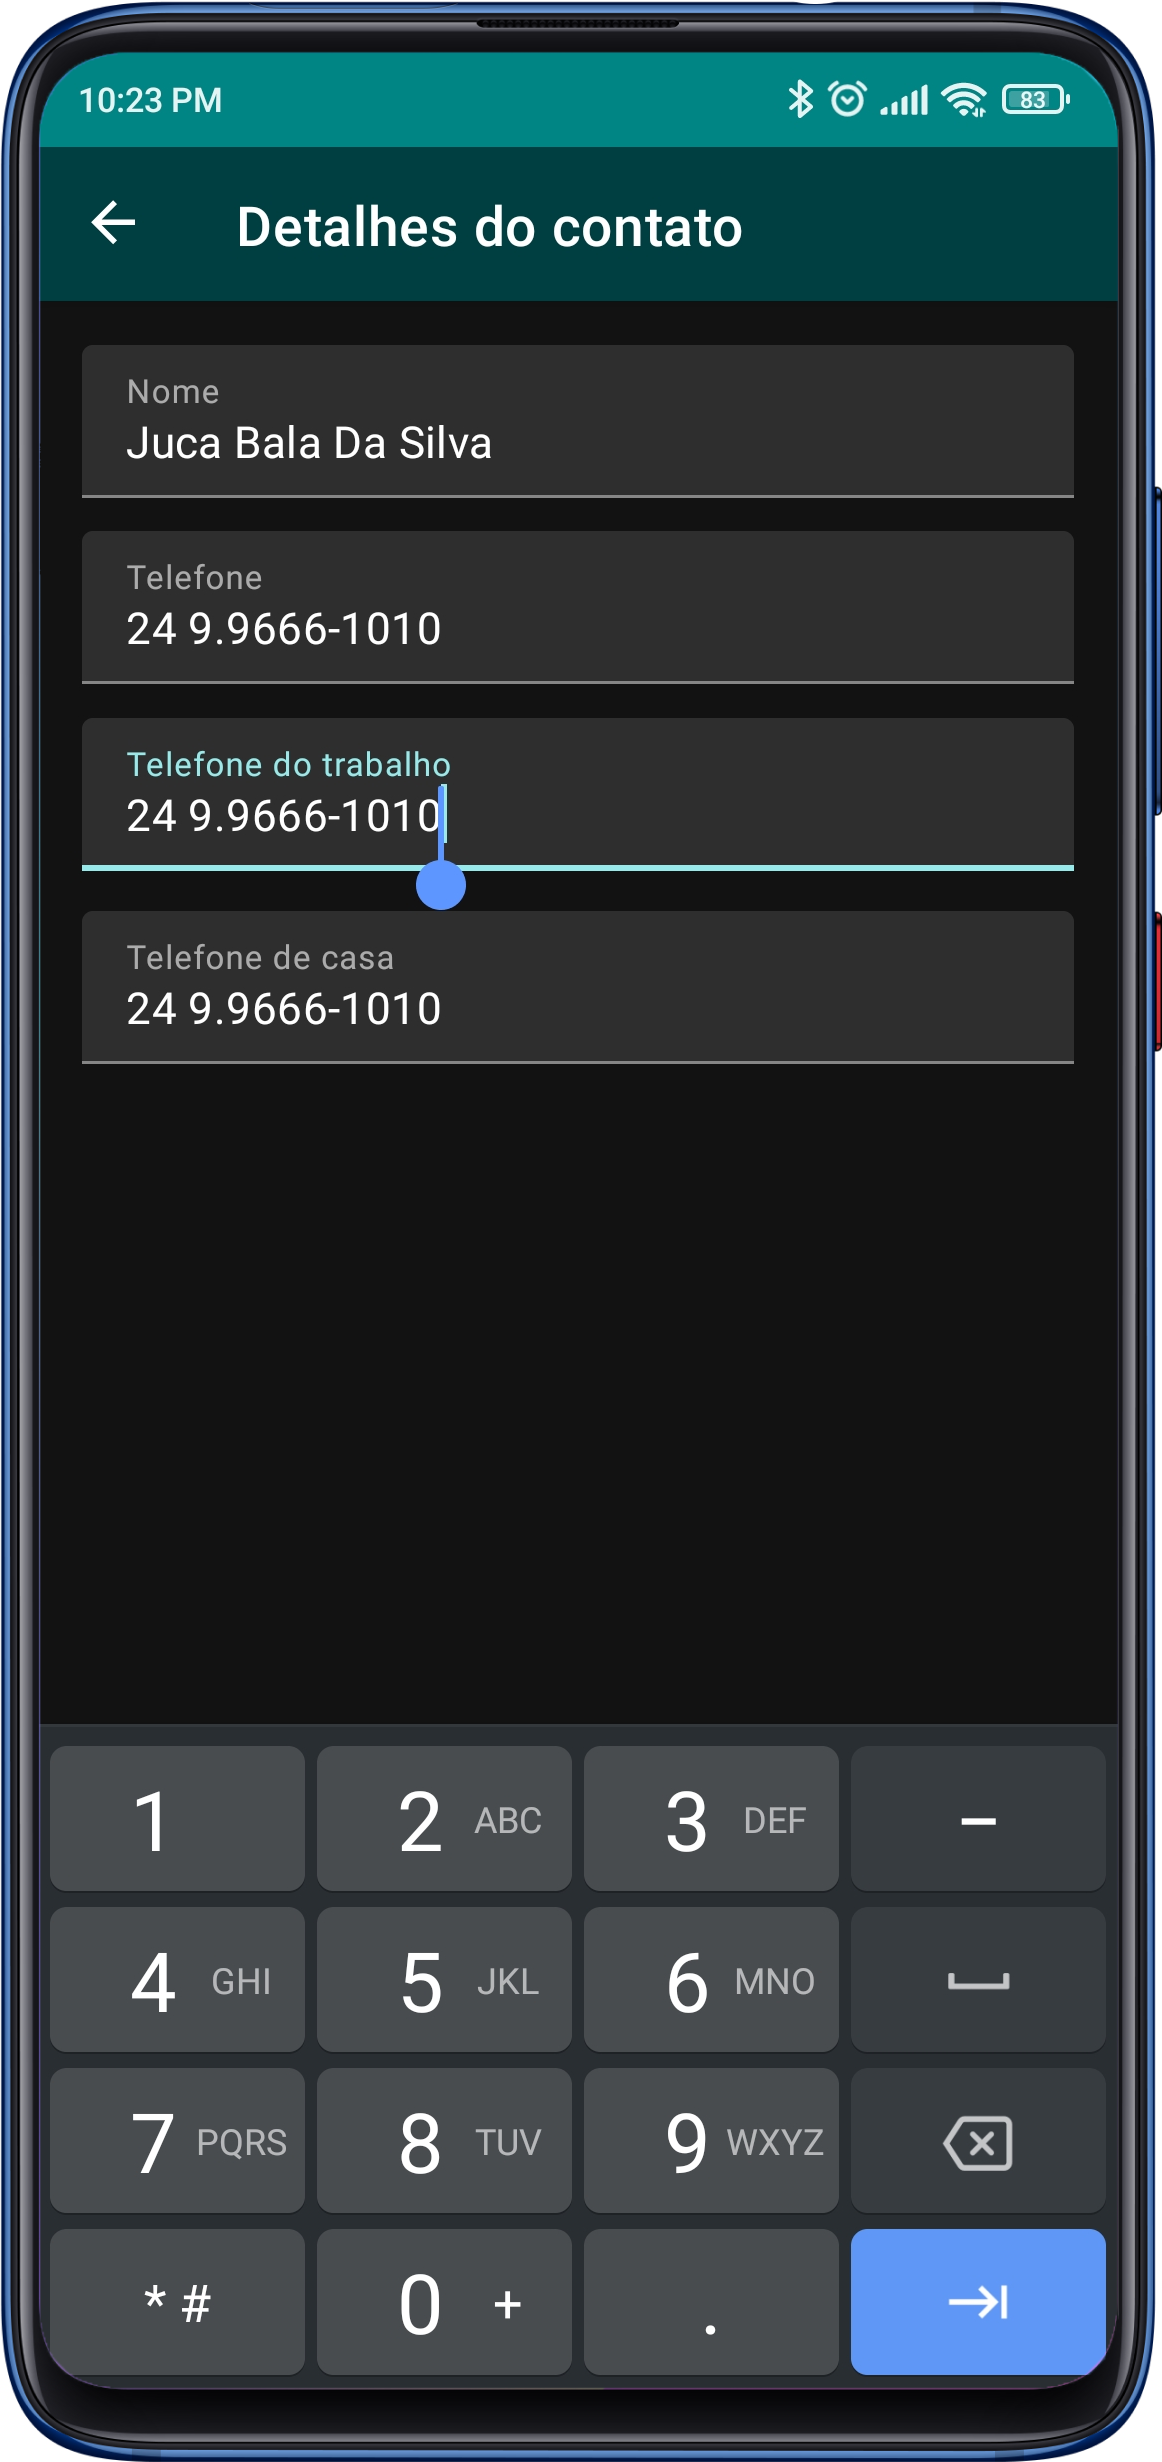 10:23 PM
83
Detalhes do contato
Nome
Juca Bala Da Silva
Telefone
24 9.9666-1010
Telefone do trabalho
24 9.9666-1010
Telefone de casa
24 9.9666-1010
1 2 ABC 3 DEF –
4 GHI 5 JKL 6 MNO
7 PQRS 8 TUV 9 WXYZ
* # 0 + .